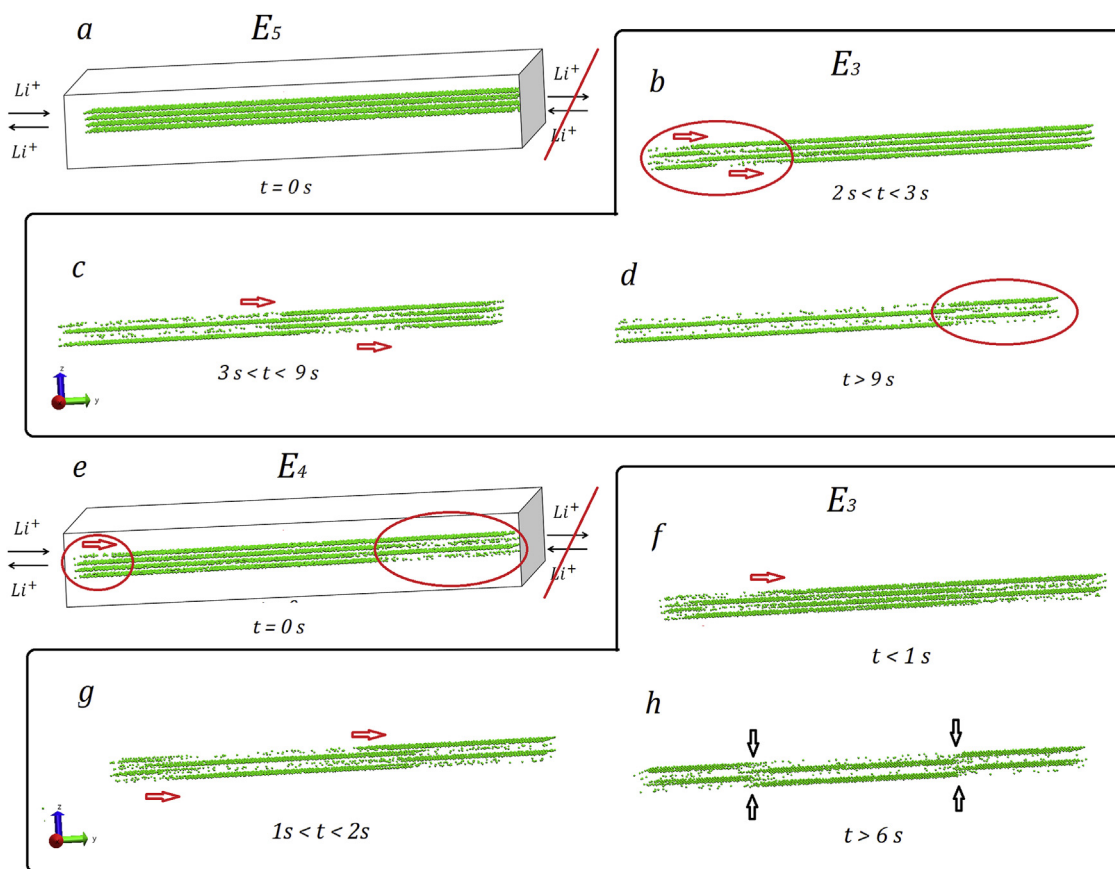 a
E5
Li+
Li+
Li+
Li+
t = 0 s
b
E3
2 s < t < 3 s
c
3 s < t < 9 s
z
y
d
t > 9 s
e
E4
Li+
Li+
Li+
Li+
t = 0 s
f
E3
t < 1 s
g
1s < t < 2s
z
y
h
t > 6 s